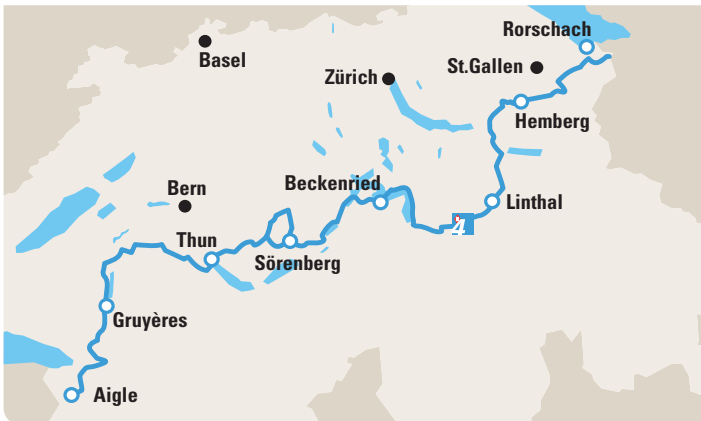 Rorschach
Basel
St.Gallen
Zürich
Hemberg
Beckenried
Bern
Linthal
4
Thun
Sörenberg
Gruyères
Aigle